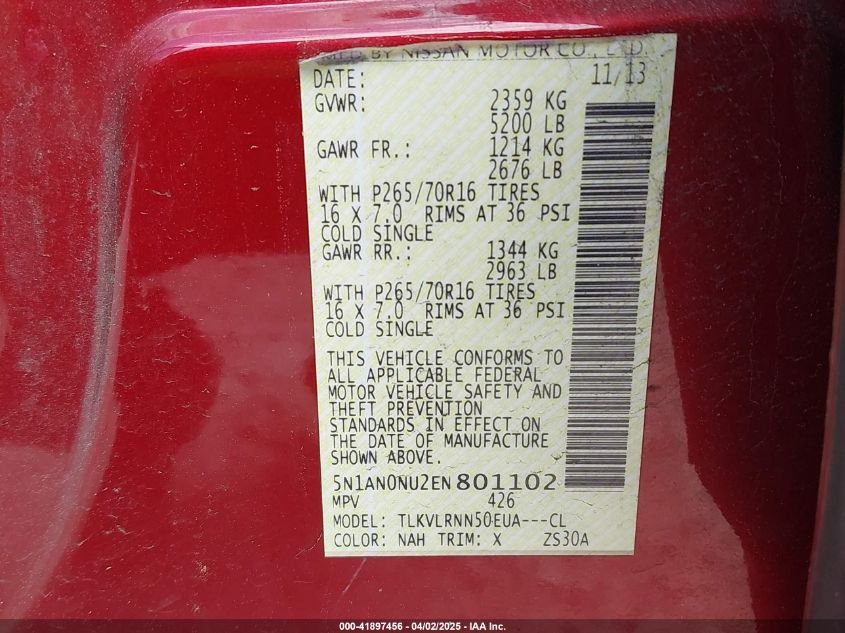 MFD BY NISSAN MOTOR CO., LTD.
DATE: 11/13
GVWR: 2359 KG
5200 LB
GAWR FR.: 1214 KG
2676 LB
WITH P265/70R16 TIRES
16 X 7.0 RIMS AT 36 PSI
COLD SINGLE
GAWR RR.: 1344 KG
2963 LB
WITH P265/70R16 TIRES
16 X 7.0 RIMS AT 36 PSI
COLD SINGLE
THIS VEHICLE CONFORMS TO
ALL APPLICABLE FEDERAL
MOTOR VEHICLE SAFETY AND
THEFT PREVENTION
STANDARDS IN EFFECT ON
THE DATE OF MANUFACTURE
SHOWN ABOVE.
5N1AN0NU2EN801102
MPV 426
MODEL: TLKVLRNN50EUA---CL
COLOR: NAH TRIM: X ZS30A
000-41897456 - 04/02/2025 - IAA Inc.